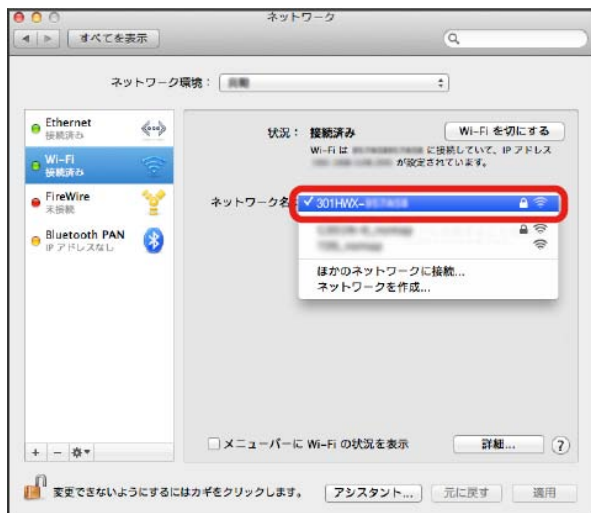 ネットワーク
すべてを表示
ネットワーク環境：
Ethernet
接続済み
Wi-Fi
接続済み
FireWire
未接続
Bluetooth PAN
IP アドレスなし
状況： 接続済み
Wi-Fi を切にする
Wi-Fi は に接続していて、IP アドレス
が設定されています。
ネットワーク名
301HWX-
ほかのネットワークに接続...
ネットワークを作成...
メニューバーに Wi-Fi の状況を表示
詳細...
?
変更できないようにするにはカギをクリックします。
アシスタント...
元に戻す
適用